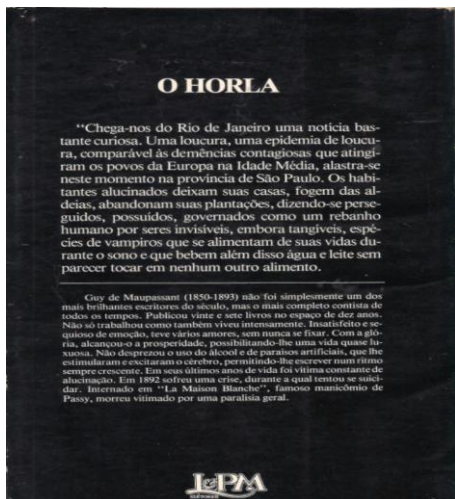 O HORLA
“Chega-nos do Rio de Janeiro uma notícia bas-
tante curiosa. Uma loucura, uma epidemia de loucu-
ra, comparável às demências contagiosas que atingi-
ram os povos da Europa na Idade Média, alastra-se
neste momento na província de São Paulo. Os habi-
tantes alucinados deixam suas casas, fogem das al-
deias, abandonam suas plantações, dizendo-se perse-
guidos, possuídos, governados como um rebanho
humano por seres invisíveis, embora tangíveis, espé-
cies de vampiros que se alimentam de suas vidas du-
rante o sono e que bebem além disso água e leite sem
parecer tocar em nenhum outro alimento.
Guy de Maupassant (1850-1893) não foi simplesmente um dos
mais brilhantes escritores do século, mas o mais completo contista de
todos os tempos. Publicou vinte e sete livros no espaço de dez anos.
Não só trabalhou como também viveu intensamente. Insatisfeito e se-
quioso de emoção, teve vários amores, sem nunca se fixar. Com a gló-
ria, alcançou-o a prosperidade, possibilitando-lhe uma vida quase lu-
xuosa. Não desprezou o uso do álcool e de paraísos artificiais, que lhe
estimularam e excitaram o cérebro, permitindo-lhe escrever num ritmo
sempre crescente. Em seus últimos anos de vida foi vítima constante de
alucinação. Em 1892 sofreu uma crise, durante a qual tentou se suici-
dar. Internado em “La Maison Blanche”, famoso manicômio de
Passy, morreu vitimado por uma paralisia geral.
L&PM
EDITORES